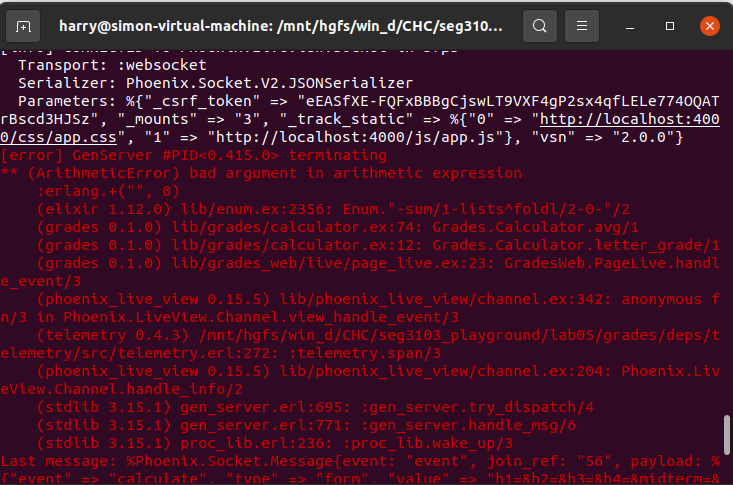 harry@simon-virtual-machine: /mnt/hgfs/win_d/CHC/seg310...
Transport: :websocket
Serializer: Phoenix.Socket.V2.JSONSerializer
Parameters: %{"_csrf_token" => "eEASfXE-FQFxBBBgCjswLT9VXF4gP2sx4qfLELe774OQAT
rBscd3HJSz", "_mounts" => "3", "_track_static" => %{"0" => "http://localhost:400
0/css/app.css", "1" => "http://localhost:4000/js/app.js"}, "vsn" => "2.0.0"}
[error] GenServer #PID<0.415.0> terminating
** (ArithmeticError) bad argument in arithmetic expression
:erlang.+("", 0)
(elixir 1.12.0) lib/enum.ex:2356: Enum."-sum/1-lists^foldl/2-0-"/2
(grades 0.1.0) lib/grades/calculator.ex:74: Grades.Calculator.avg/1
(grades 0.1.0) lib/grades/calculator.ex:12: Grades.Calculator.letter_grade/1
(grades 0.1.0) lib/grades_web/live/page_live.ex:23: GradesWeb.PageLive.handl
e_event/3
(phoenix_live_view 0.15.5) lib/phoenix_live_view/channel.ex:342: anonymous f
n/3 in Phoenix.LiveView.Channel.view_handle_event/3
(telemetry 0.4.3) /mnt/hgfs/win_d/CHC/seg3103_playground/lab05/grades/deps/t
elemetry/src/telemetry.erl:272: :telemetry.span/3
(phoenix_live_view 0.15.5) lib/phoenix_live_view/channel.ex:204: Phoenix.Liv
eView.Channel.handle_info/2
(stdlib 3.15.1) gen_server.erl:695: :gen_server.try_dispatch/4
(stdlib 3.15.1) gen_server.erl:771: :gen_server.handle_msg/6
(stdlib 3.15.1) proc_lib.erl:236: :proc_lib.wake_up/3
Last message: %Phoenix.Socket.Message{event: "event", join_ref: "56", payload: %
{"event" => "calculate", "type" => "form", "value" => "h1=&h2=&h3=&h4=&midterm=&